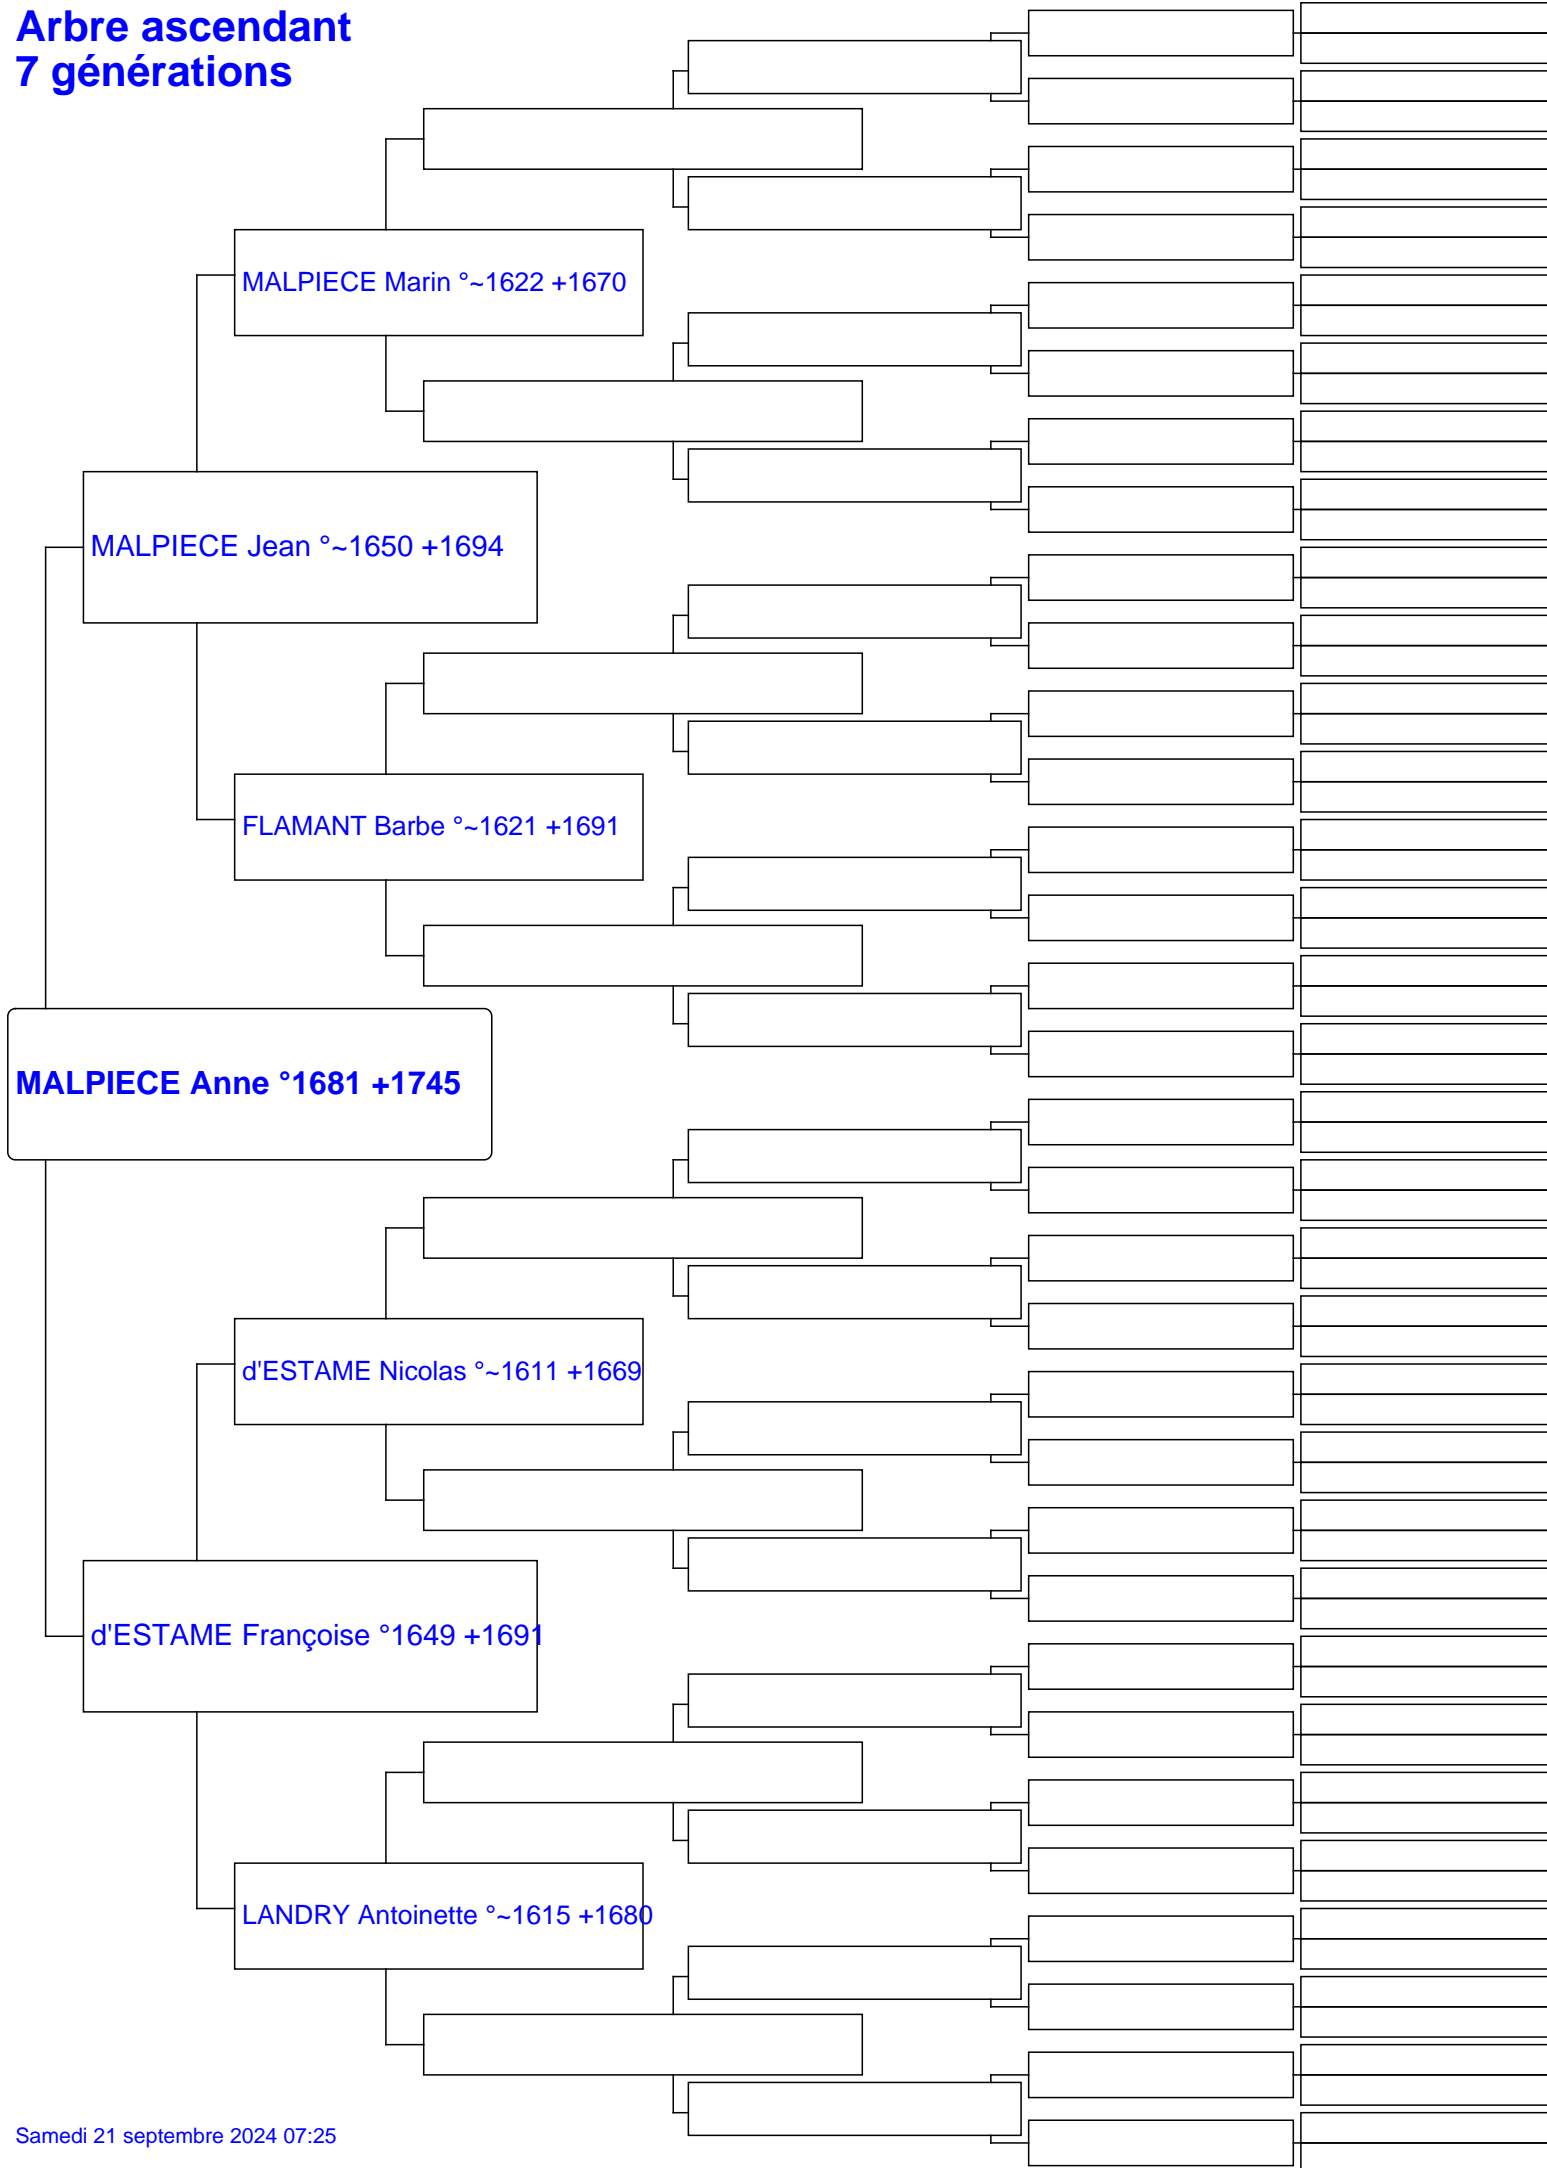 Arbre ascendant
7 générations
MALPIECE Marin °~1622 +1670
MALPIECE Jean °~1650 +1694
FLAMANT Barbe °~1621 +1691
MALPIECE Anne °1681 +1745
d'ESTAME Nicolas °~1611 +1669
d'ESTAME Françoise °1649 +1691
LANDRY Antoinette °~1615 +1680
Samedi 21 septembre 2024 07:25